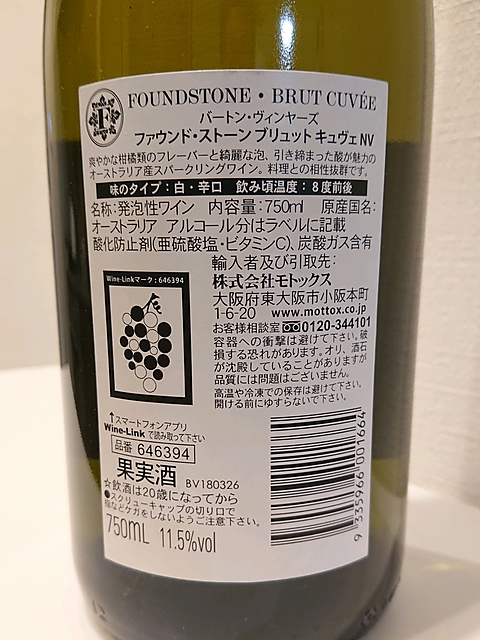 F
FOUNDSTONE • BRUT CUVÉE
バートン・ヴィンヤーズ
ファウンド・ストーン ブリュット キュヴェ NV
爽やかな柑橘類のフレーバーと綺麗な泡、引き締まった酸が魅力の
オーストラリア産スパークリングワイン。料理との相性抜群です。
味のタイプ：白・辛口 飲み頃温度：8度前後
名称：発泡性ワイン 内容量：750ml 原産国名：
オーストラリア アルコール分はラベルに記載
酸化防止剤(亜硫酸塩・ビタミンC)、炭酸ガス含有
輸入者及び引取先：
株式会社モトックス
大阪府東大阪市小阪本町
1-6-20 www.mottox.co.jp
お客様相談室 0120-344101
容器への衝撃は避けて下さい。破
損する恐れがあります。オリ、酒石
が沈殿していることがありますが
品質には問題はございません。
高温や冷凍での保存は避けて下さい。
開ける前にゆすらないで下さい。
Wine-Linkマーク：646394
↑スマートフォンアプリ
Wine-Link で読み取って下さい
品番 646394
果実酒 BV180326
☆飲酒は20歳になってから
●スクリューキャップの切り口で
指などケガをしないようご注意下さい。
750mL 11.5%vol
9 335966 001664